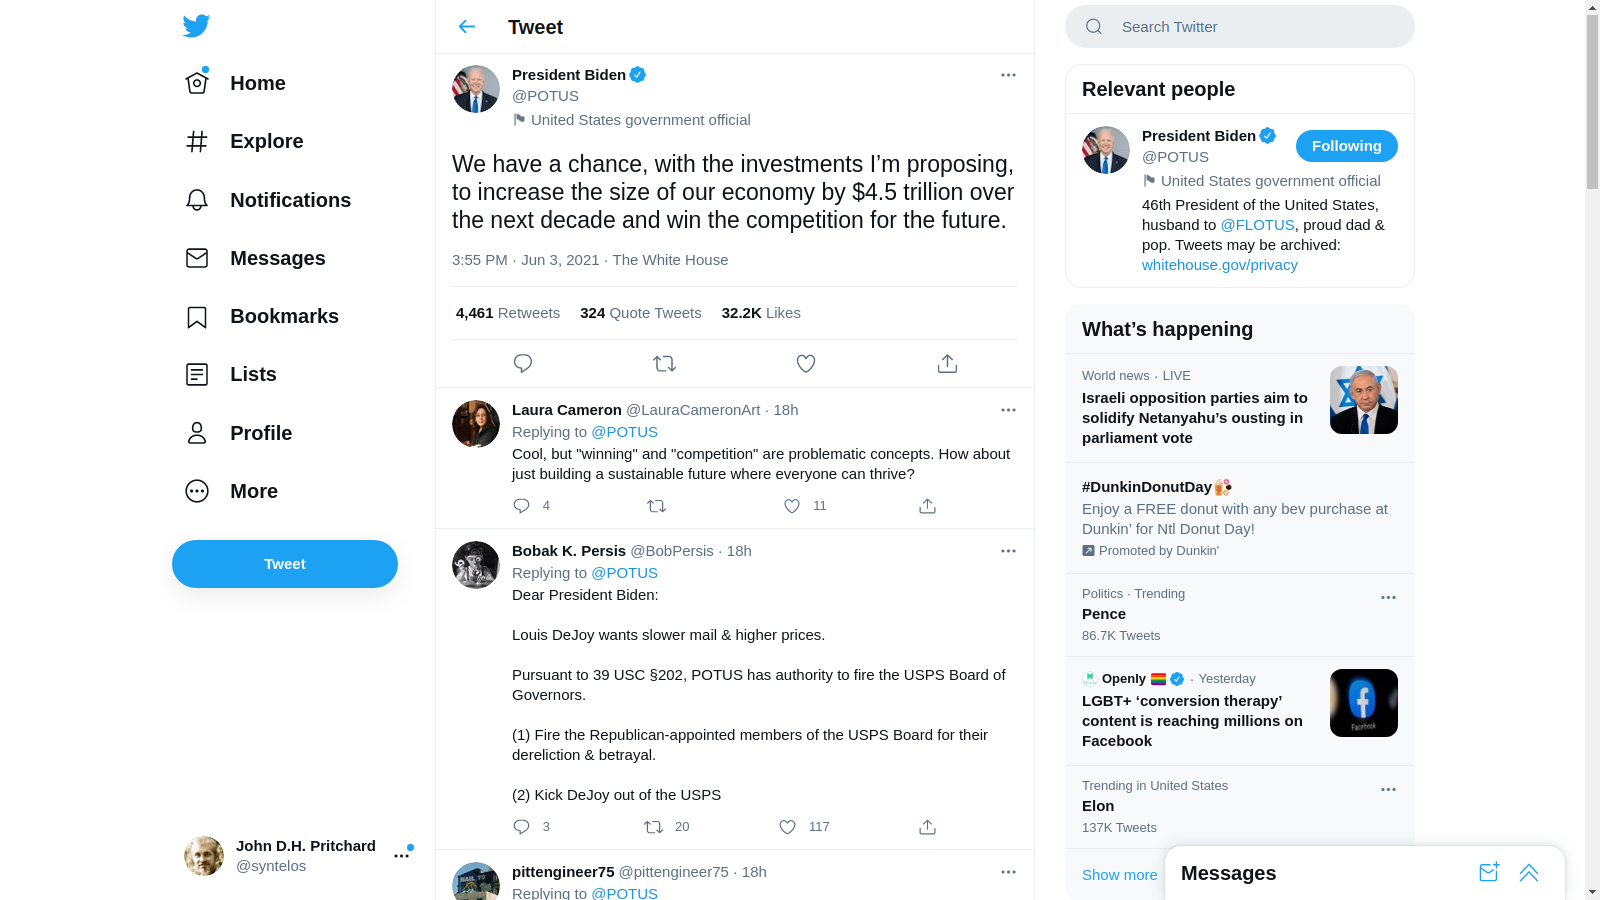 Home
Explore
Notifications
Messages
Bookmarks
Lists
Profile
More
Tweet
John D.H. Pritchard
@syntelos
Tweet
President Biden
@POTUS
United States government official
We have a chance, with the investments I’m proposing,
to increase the size of our economy by $4.5 trillion over
the next decade and win the competition for the future.
3:55 PM · Jun 3, 2021 · The White House
4,461 Retweets 324 Quote Tweets 32.2K Likes
Laura Cameron @LauraCameronArt · 18h
Replying to @POTUS
Cool, but "winning" and "competition" are problematic concepts. How about
just building a sustainable future where everyone can thrive?
4 11
Bobak K. Persis @BobPersis · 18h
Replying to @POTUS
Dear President Biden:
Louis DeJoy wants slower mail & higher prices.
Pursuant to 39 USC §202, POTUS has authority to fire the USPS Board of
Governors.
(1) Fire the Republican-appointed members of the USPS Board for their
dereliction & betrayal.
(2) Kick DeJoy out of the USPS
3 20 117
pittengineer75 @pittengineer75 · 18h
Replying to @POTUS
Search Twitter
Relevant people
President Biden
Following
@POTUS
United States government official
46th President of the United States,
husband to @FLOTUS, proud dad &
pop. Tweets may be archived:
whitehouse.gov/privacy
What’s happening
World news · LIVE
Israeli opposition parties aim to
solidify Netanyahu’s ousting in
parliament vote
#DunkinDonutDay
Enjoy a FREE donut with any bev purchase at
Dunkin’ for Ntl Donut Day!
Promoted by Dunkin'
Politics · Trending
Pence
86.7K Tweets
Openly · Yesterday
LGBT+ ‘conversion therapy’
content is reaching millions on
Facebook
Facebook
Trending in United States
Elon
137K Tweets
Show more
Messages